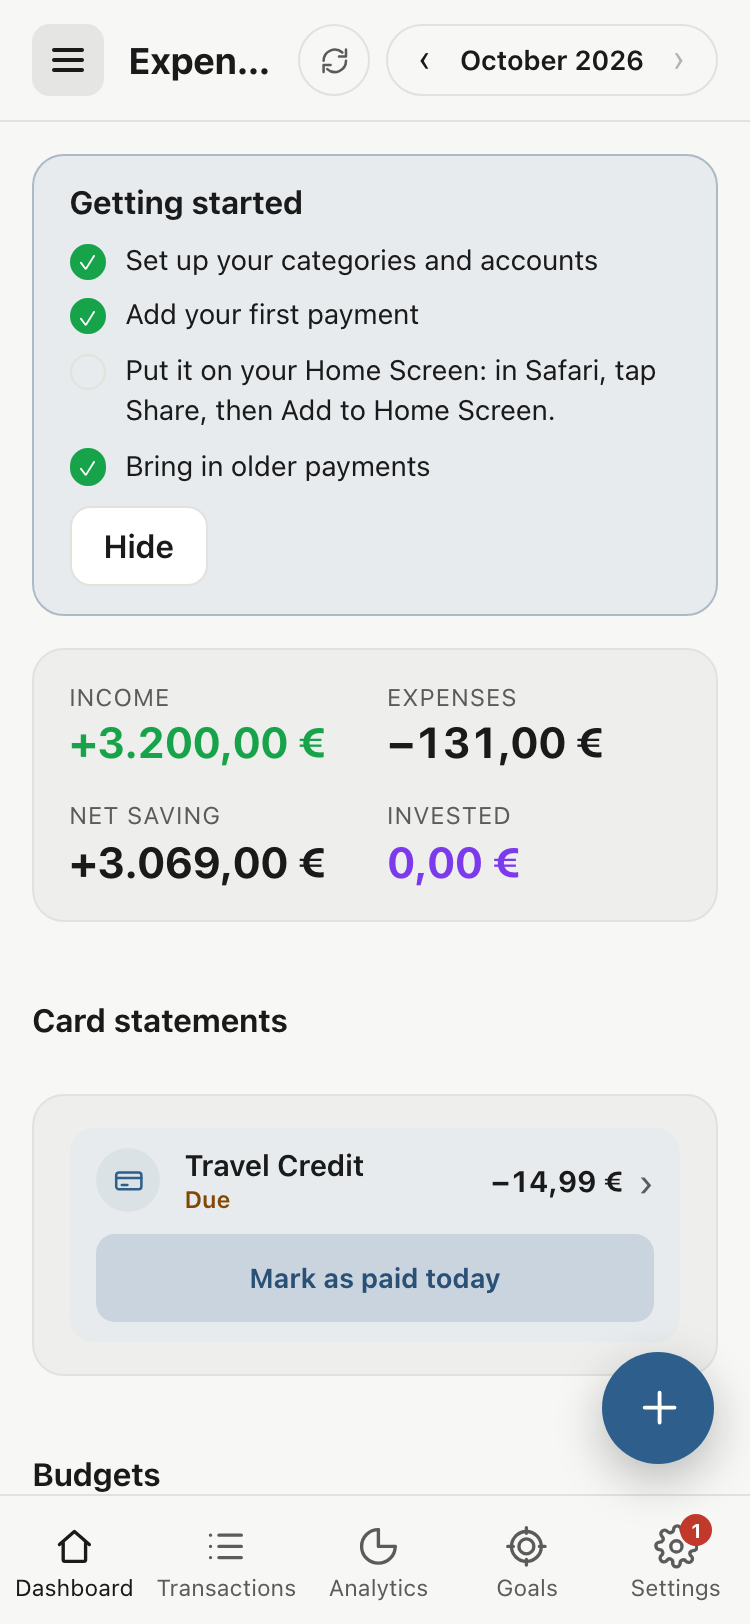 Expen...
October 2026
Getting started
Set up your categories and accounts
Add your first payment
Put it on your Home Screen: in Safari, tap
Share, then Add to Home Screen.
Bring in older payments
Hide
INCOME
+3.200,00 €
EXPENSES
−131,00 €
NET SAVING
+3.069,00 €
INVESTED
0,00 €
Card statements
Travel Credit
Due
−14,99 €
Mark as paid today
Budgets
Dashboard
Transactions
Analytics
Goals
1
Settings